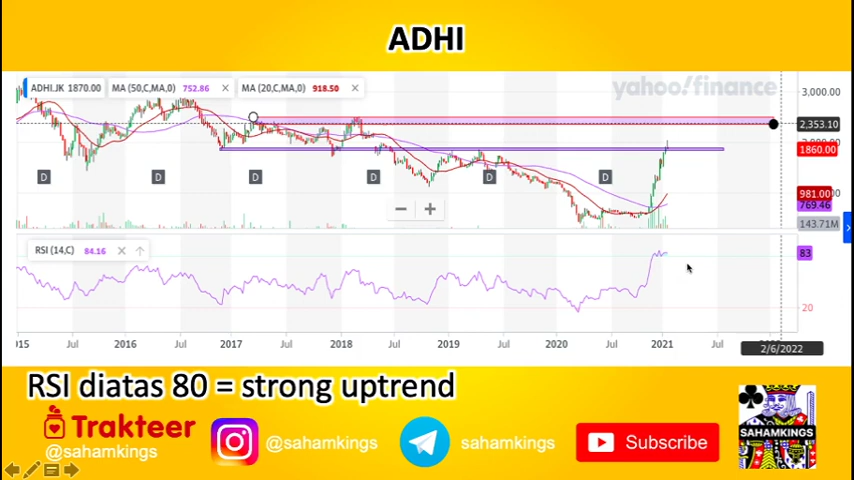 ADHI
ADHI.JK 1870.00 MA (50,C,MA,0) 752.86 MA (20,C,MA,0) 918.50
yahoo!finance
3,000.00
2,353.10
1860.00
981.00
769.46
143.71M
D D D D D D
RSI (14,C) 84.16
83
20
2015 Jul 2016 Jul 2017 Jul 2018 Jul 2019 Jul 2020 Jul 2021 Jul
2/6/2022
RSI diatas 80 = strong uptrend
Trakteer
@sahamkings
@sahamkings
sahamkings
Subscribe
SAHAMKINGS